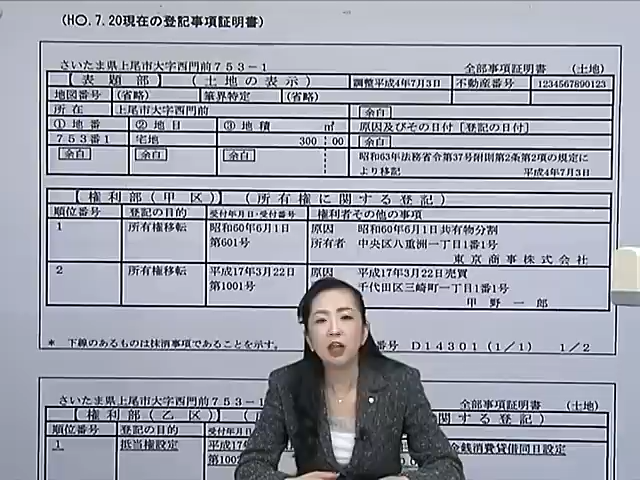 (H○.7.20現在の登記事項証明書)
さいたま県上尾市大字西門前753-1 全部事項証明書 (土地)
【表題部】 (土地の表示) 調整平成4年7月3日 不動産番号 1234567890123
地図番号 (省略) 筆界特定 (省略)
所在 上尾市大字西門前 余白
① 地番 ② 地目 ③ 地積 ㎡ 原因及びその日付[登記の日付]
753番1 宅地 300:00 余白
余白 余白 余白 昭和63年法務省令第37号附則第2条第2項の規定に
より移記 平成4年7月3日
【権利部(甲区)】 (所有権に関する登記)
順位番号 登記の目的 受付年月日・受付番号 権利者その他の事項
1 所有権移転 昭和60年6月1日 原因 昭和60年6月1日共有物分割
第601号 所有者 中央区八重洲一丁目1番1号
東京商事株式会社
2 所有権移転 平成17年3月22日 原因 平成17年3月22日売買
第1001号 千代田区三崎町一丁目1番1号
甲野一郎
* 下線のあるものは抹消事項であることを示す。 番号 D14301 (1/1) 1/2
さいたま県上尾市大字西門前753-1 全部事項証明書 (土地)
【権利部(乙区)】 関する登記)
順位番号 登記の目的 受付年月
1 抵当権設定 平成17 金銭消費貸借同日設定
第100